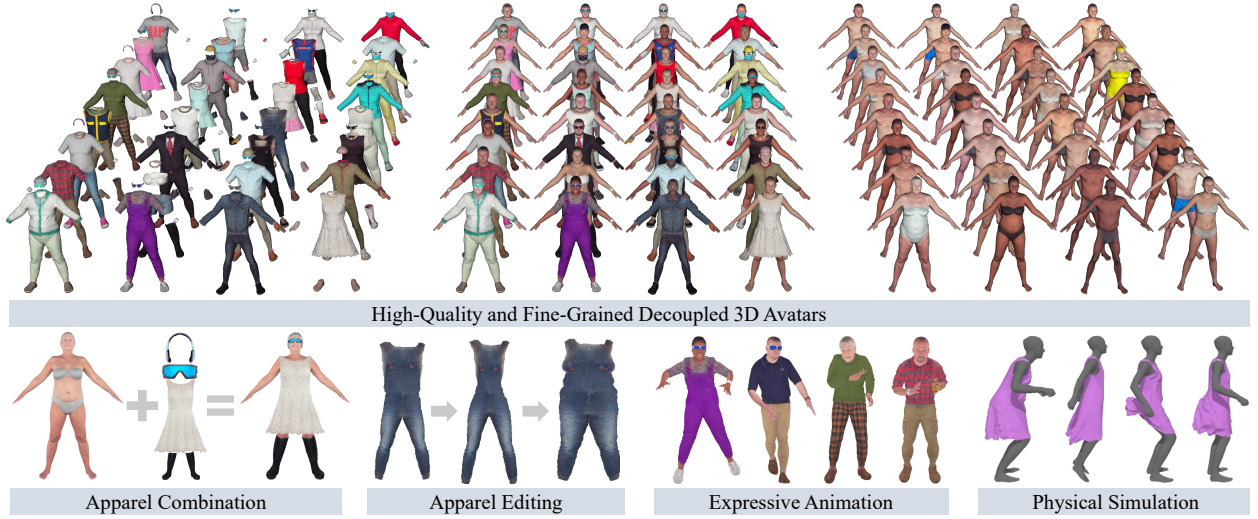 High-Quality and Fine-Grained Decoupled 3D Avatars
Apparel Combination
Apparel Editing
Expressive Animation
Physical Simulation